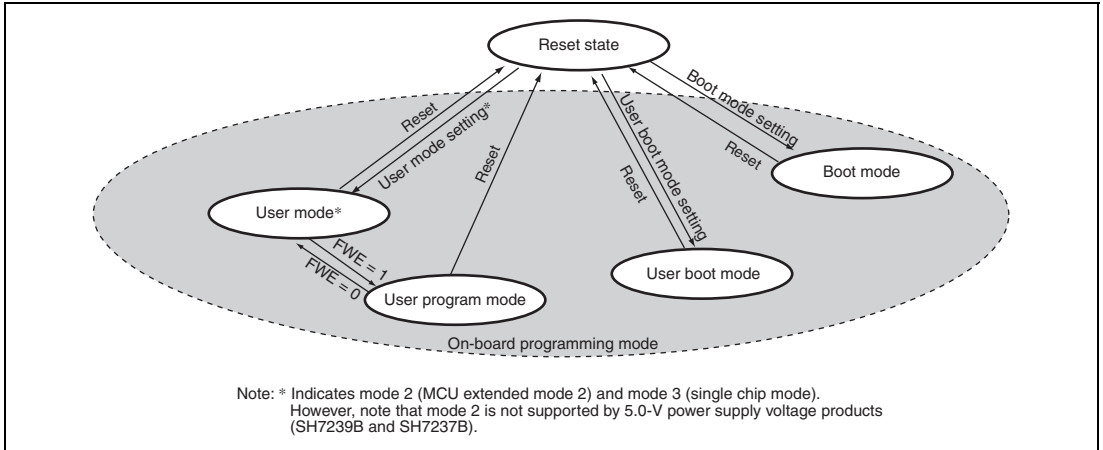 Reset state
Reset
User mode setting*
Reset
User boot mode setting
Reset
Boot mode setting
Reset
Boot mode
User mode*
FWE = 1
FWE = 0
User program mode
User boot mode
On-board programming mode
Note: * Indicates mode 2 (MCU extended mode 2) and mode 3 (single chip mode).
However, note that mode 2 is not supported by 5.0-V power supply voltage products
(SH7239B and SH7237B).